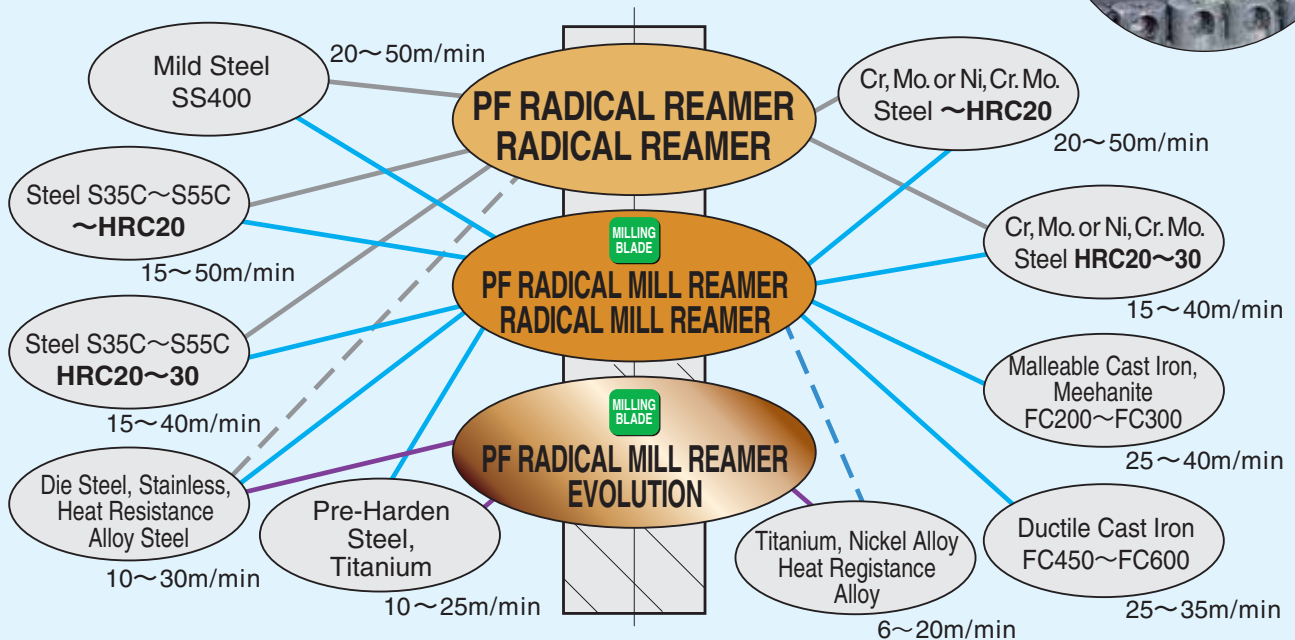 Mild Steel
SS400
20～50m/min
PF RADICAL REAMER
RADICAL REAMER
Cr, Mo. or Ni, Cr. Mo.
Steel ～HRC20
20～50m/min
Steel S35C～S55C
～HRC20
15～50m/min
MILLING
BLADE
PF RADICAL MILL REAMER
RADICAL MILL REAMER
Cr, Mo. or Ni, Cr. Mo.
Steel HRC20～30
15～40m/min
Steel S35C～S55C
HRC20～30
15～40m/min
Malleable Cast Iron,
Meehanite
FC200～FC300
25～40m/min
MILLING
BLADE
PF RADICAL MILL REAMER
EVOLUTION
Die Steel, Stainless,
Heat Resistance
Alloy Steel
10～30m/min
Pre-Harden
Steel,
Titanium
10～25m/min
Titanium, Nickel Alloy
Heat Registance
Alloy
6～20m/min
Ductile Cast Iron
FC450～FC600
25～35m/min